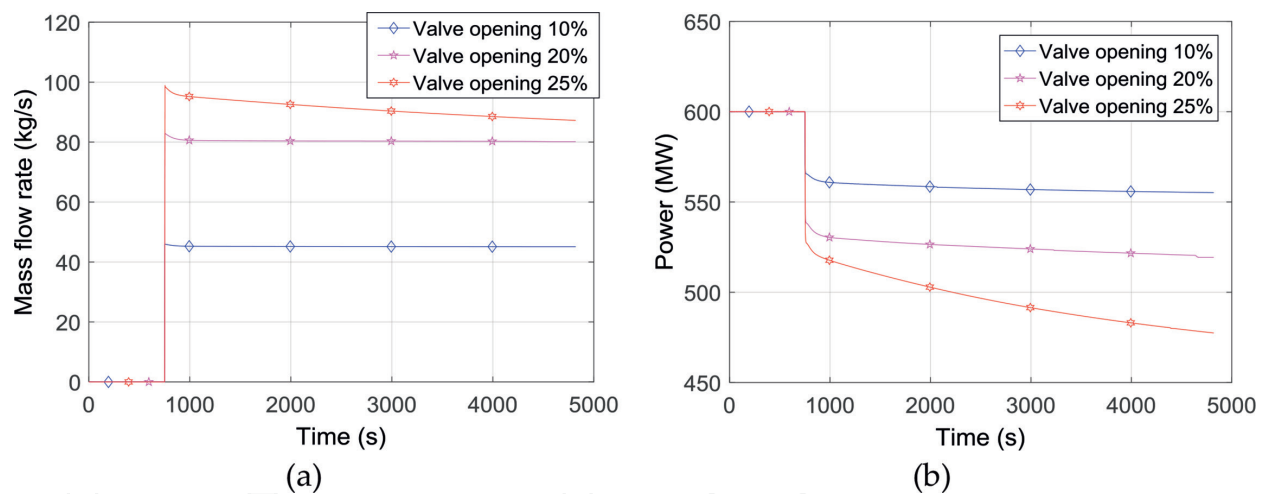 120
100
80
60
40
20
0
Mass flow rate (kg/s)
Valve opening 10%
Valve opening 20%
Valve opening 25%
0 1000 2000 3000 4000 5000
Time (s)
(a)
650
600
550
500
450
Power (MW)
Valve opening 10%
Valve opening 20%
Valve opening 25%
0 1000 2000 3000 4000 5000
Time (s)
(b)